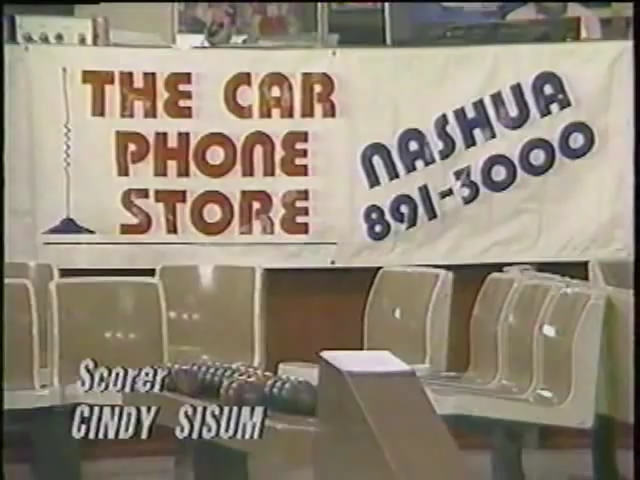 THE CAR
PHONE
STORE
NASHUA
891-3000
Scorer
CINDY SISUM